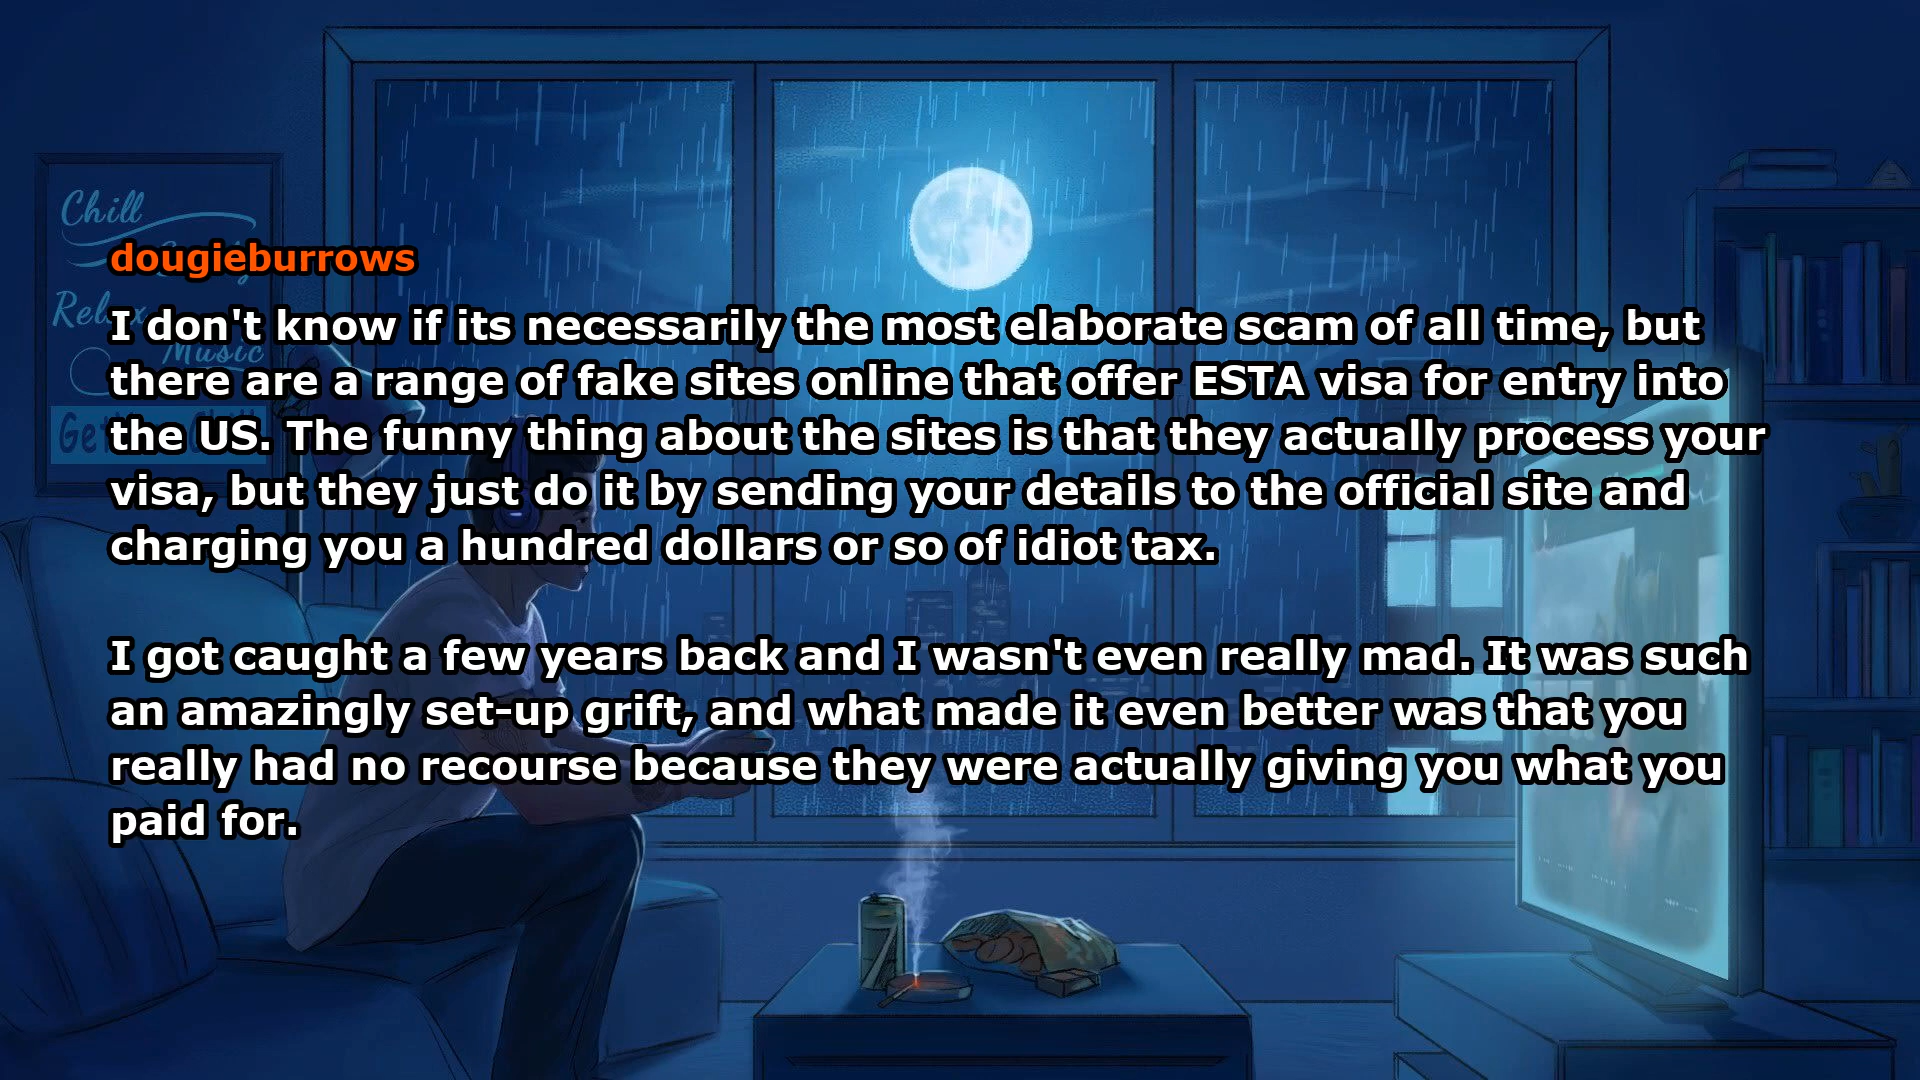 Chill
dougieburrows
Relax
Music
I don't know if its necessarily the most elaborate scam of all time, but
there are a range of fake sites online that offer ESTA visa for entry into
the US. The funny thing about the sites is that they actually process your
visa, but they just do it by sending your details to the official site and
charging you a hundred dollars or so of idiot tax.
I got caught a few years back and I wasn't even really mad. It was such
an amazingly set-up grift, and what made it even better was that you
really had no recourse because they were actually giving you what you
paid for.